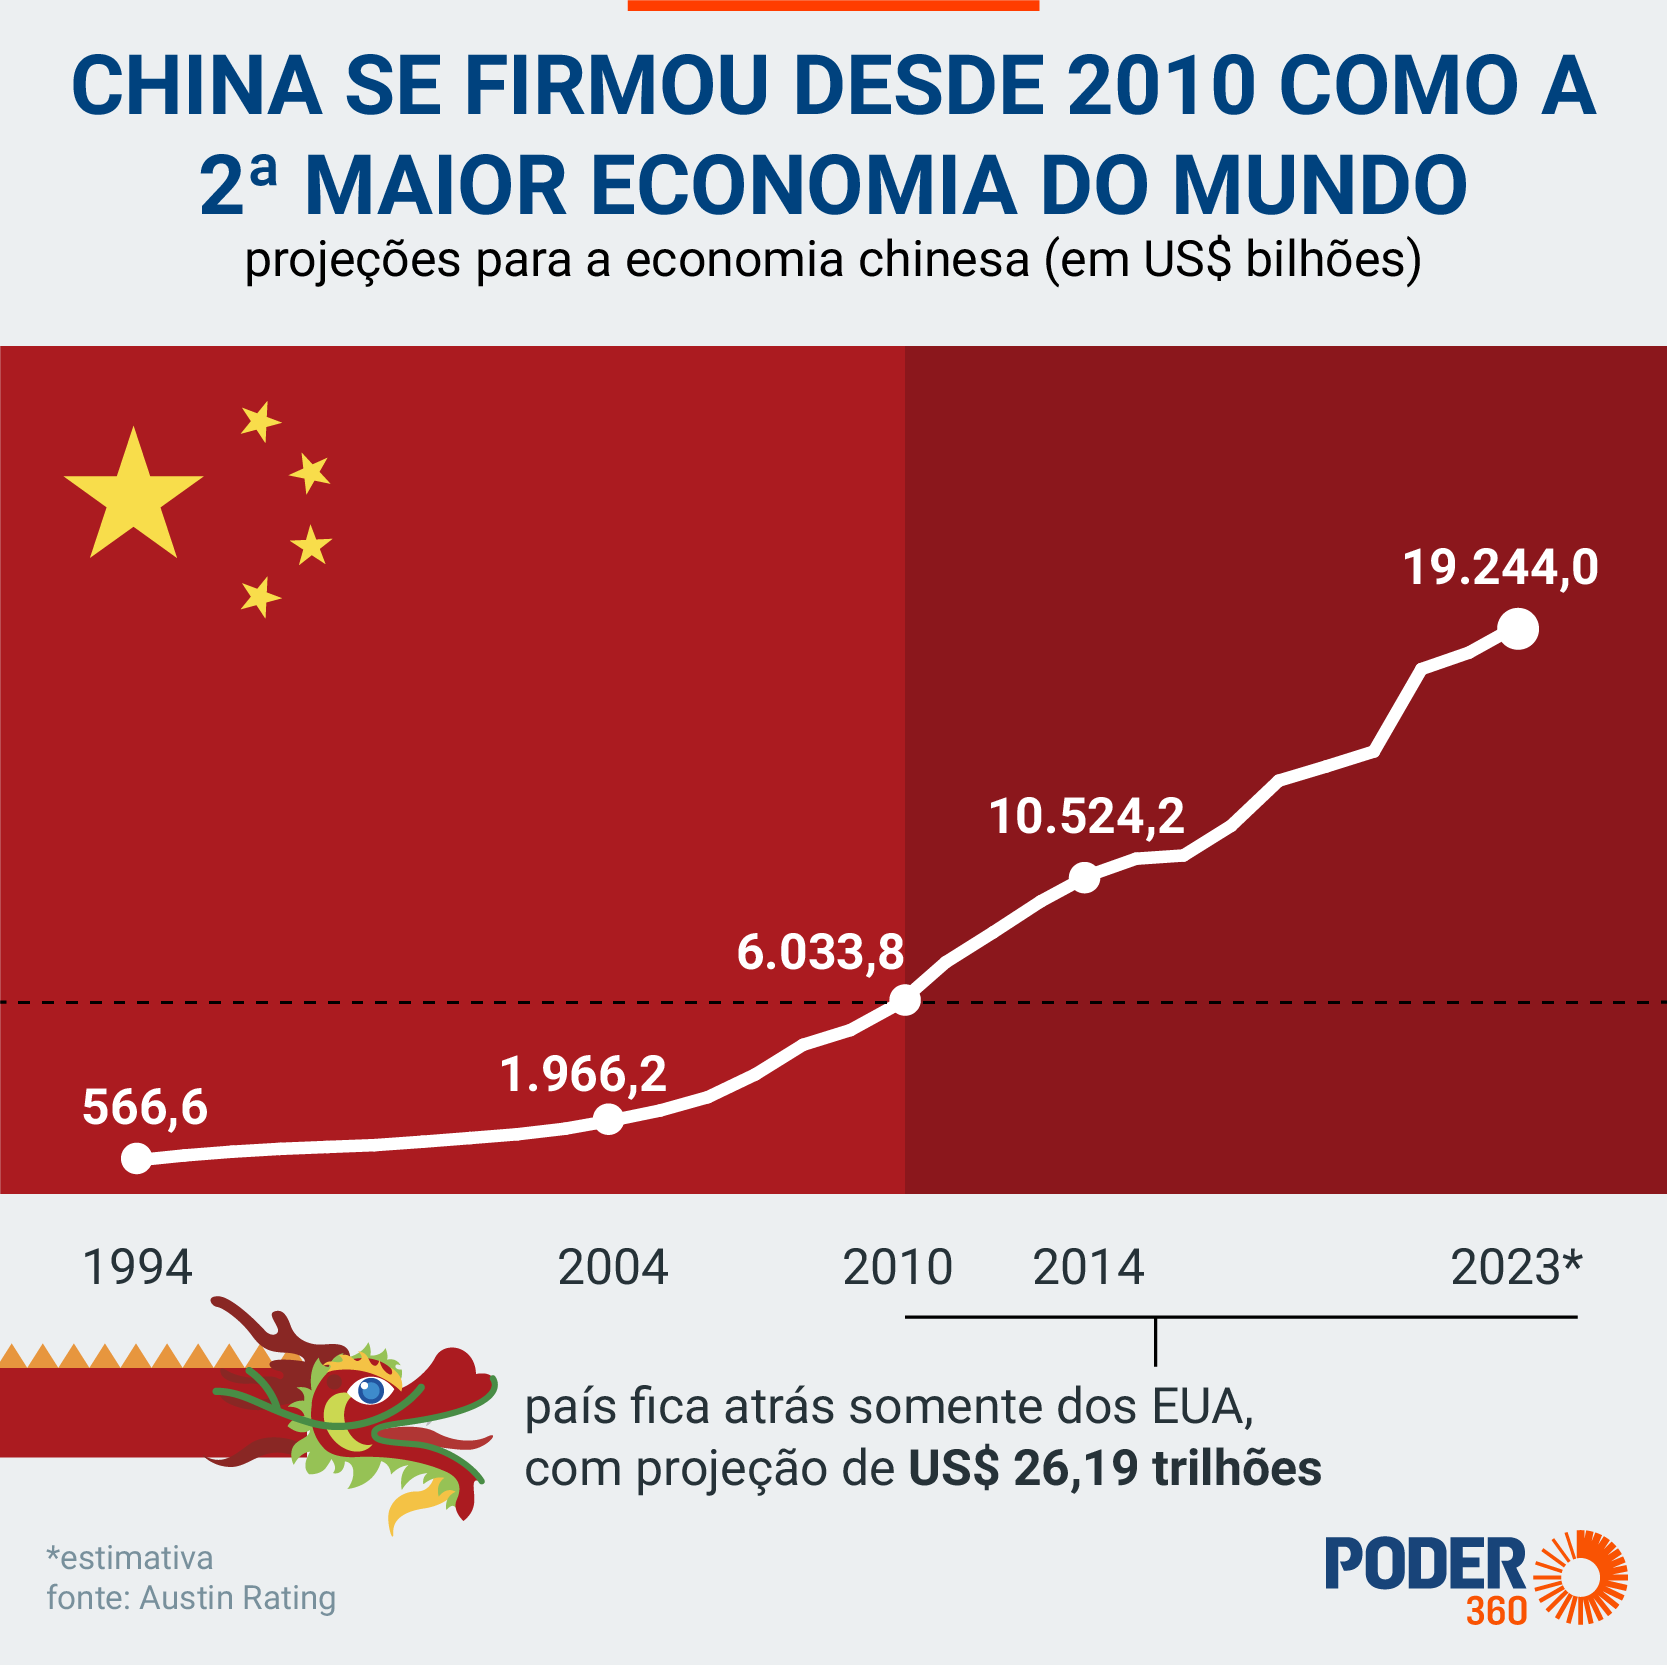 CHINA SE FIRMOU DESDE 2010 COMO A
2ª MAIOR ECONOMIA DO MUNDO
projeções para a economia chinesa (em US$ bilhões)
19.244,0
10.524,2
6.033,8
1.966,2
566,6
1994
2004
2010
2014
2023*
país fica atrás somente dos EUA,
com projeção de US$ 26,19 trilhões
*estimativa
fonte: Austin Rating
PODER
360